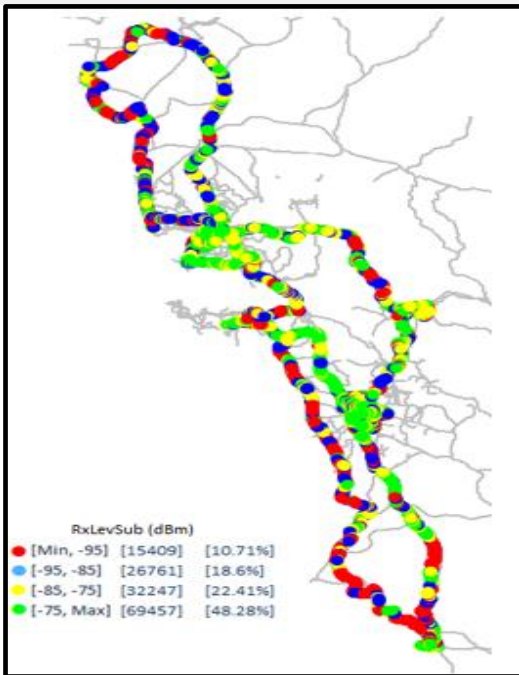 RxLevSub (dBm)
[Min, -95] [15409] [10.71%]
[-95, -85] [26761] [18.6%]
[-85, -75] [32247] [22.41%]
[-75, Max] [69457] [48.28%]